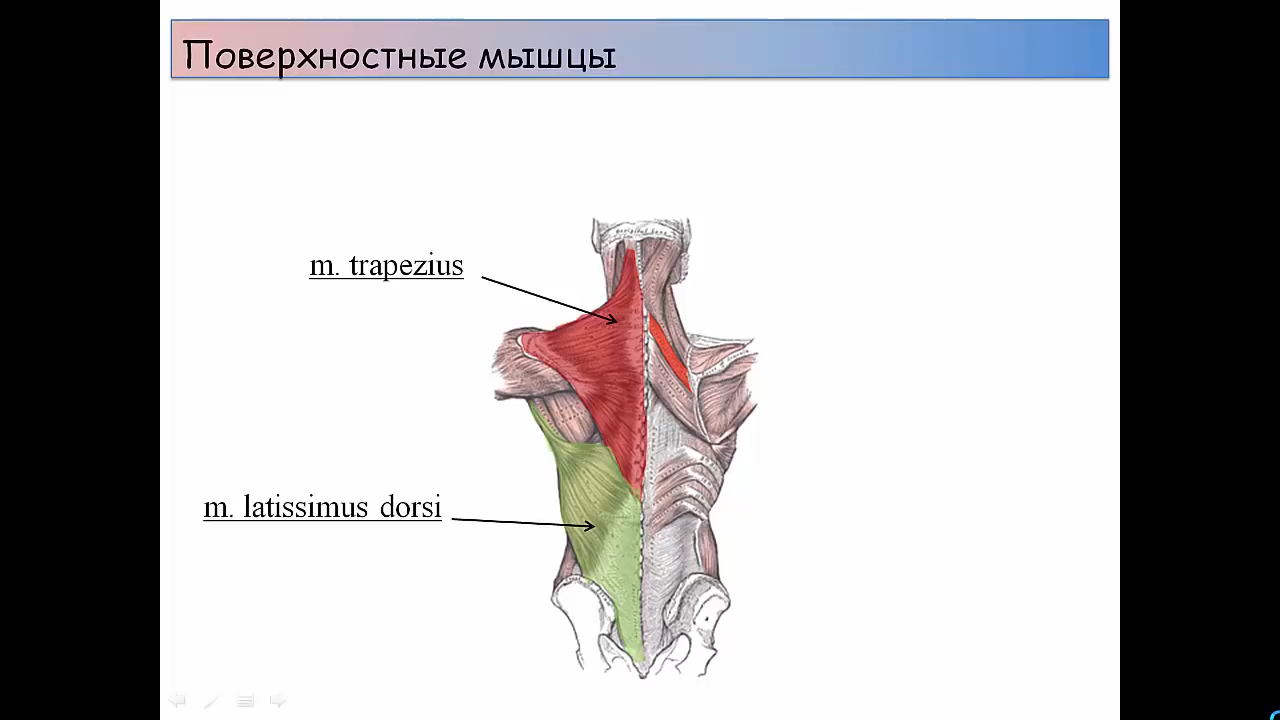 Поверхностные мышцы
m. trapezius
m. latissimus dorsi